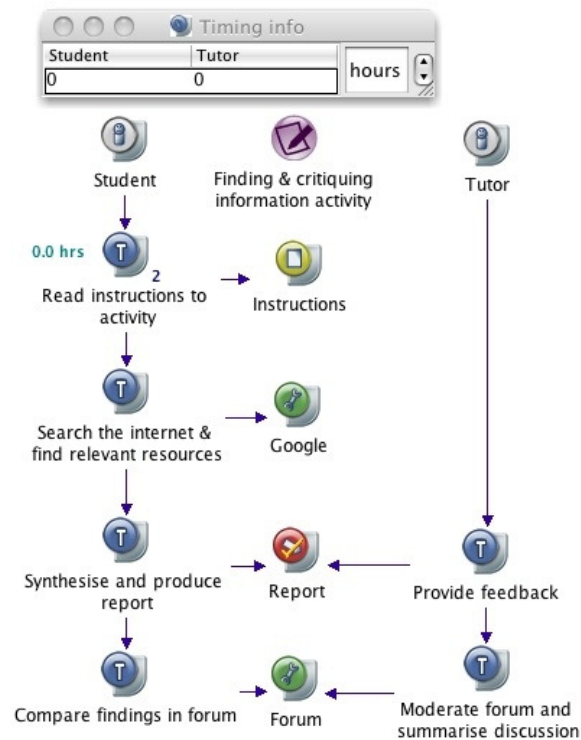 Timing info
Student Tutor
0 0 hours
Student
Finding & critiquing
information activity
Tutor
0.0 hrs
T
2
Read instructions to
activity
Instructions
T
Search the internet &
find relevant resources
Google
T
Synthesise and produce
report
Report
T
Provide feedback
T
Compare findings in forum
Forum
T
Moderate forum and
summarise discussion